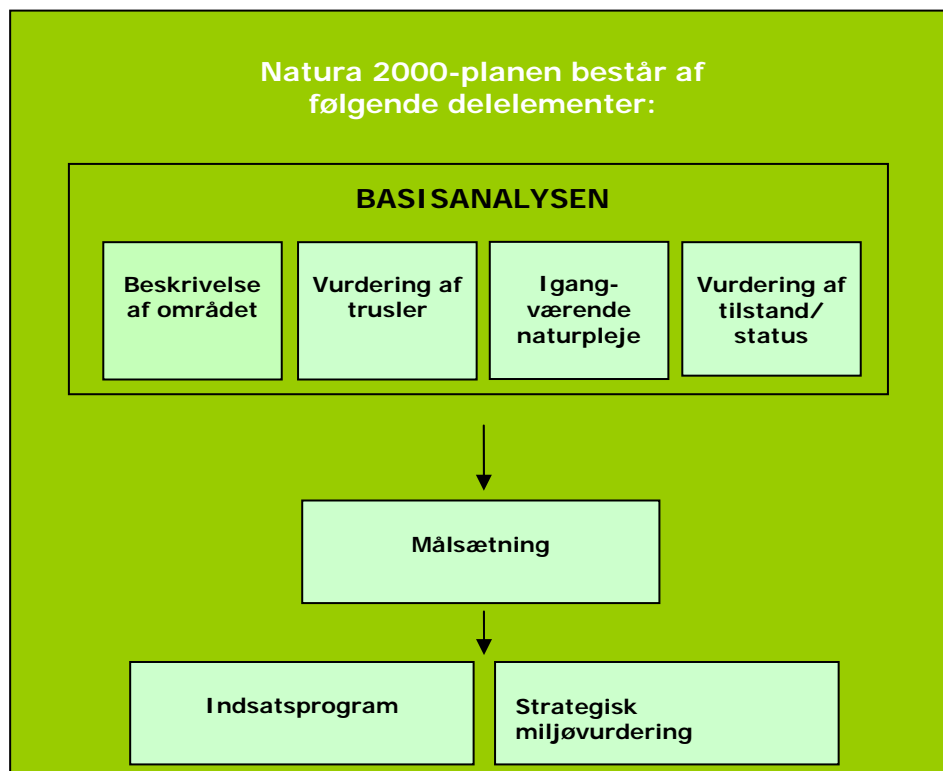 Natura 2000-planen består af
følgende delelementer:
BASISANALYSEN
Beskrivelse
af området
Vurdering af
trusler
Igang-
værende
naturpleje
Vurdering af
tilstand/
status
Målsætning
Indsatsprogram
Strategisk
miljøvurdering